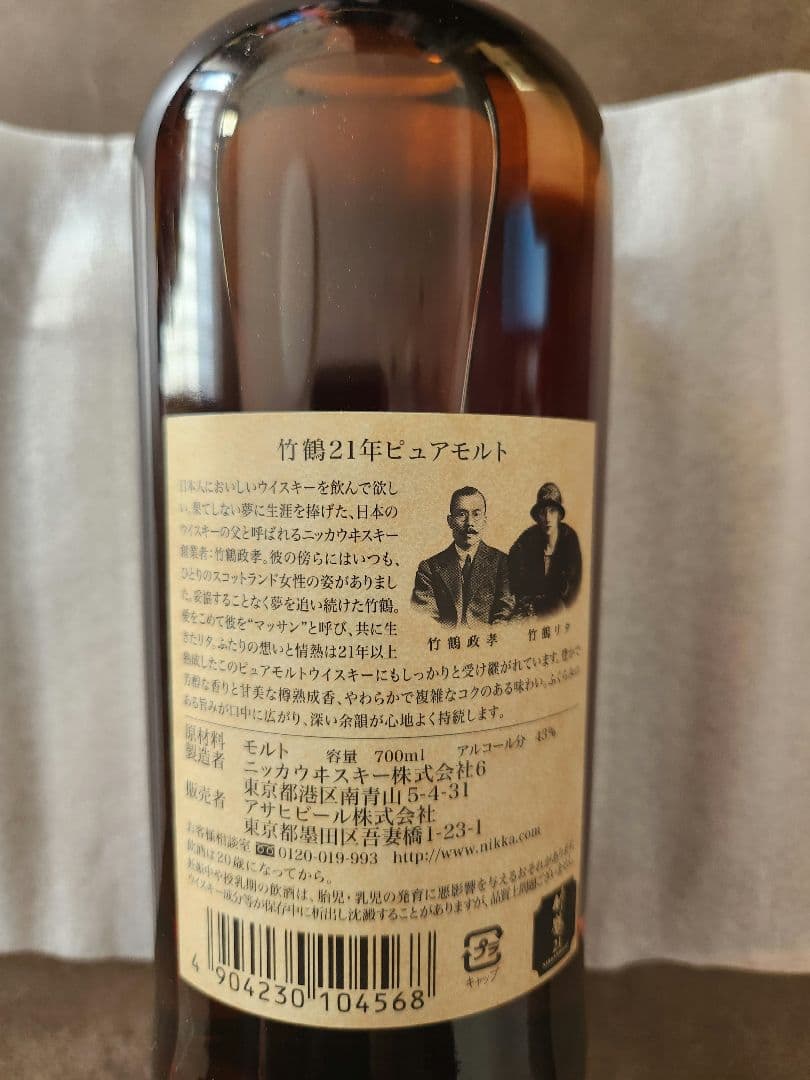 竹鶴21年ピュアモルト
日本人においしいウイスキーを飲んで欲し
い。果てしない夢に生涯を捧げた、日本の
ウイスキーの父と呼ばれるニッカウヰスキー
創業者:竹鶴政孝。彼の傍らにはいつも、
ひとりのスコットランド女性の姿がありまし
た。妥協することなく夢を追い続けた竹鶴。
愛をこめて彼を“マッサン”と呼び、共に生
きたリタ。ふたりの想いと情熱は21年以上
熟成したこのピュアモルトウイスキーにもしっかりと受け継がれています。豊かで
芳醇な香りと甘美な樽熟成香、やわらかで複雑なコクのある味わい。ふくらみの
ある旨みが口中に広がり、深い余韻が心地よく持続します。
竹鶴政孝 竹鶴リタ
原材料 モルト 容量 700ml アルコール分 43%
製造者 ニッカウヰスキー株式会社6
東京都港区南青山5-4-31
販売者 アサヒビール株式会社
東京都墨田区吾妻橋1-23-1
お客様相談室 0120-019-993 http://www.nikka.com
飲酒は20歳になってから。
妊娠中や授乳期の飲酒は、胎児・乳児の発育に悪影響を与えるおそれがあります。
ウイスキー成分等が保存中に析出し沈澱することがありますが、品質上問題ございません。
4 904230 104568
プラ
キャップ
竹鶴21